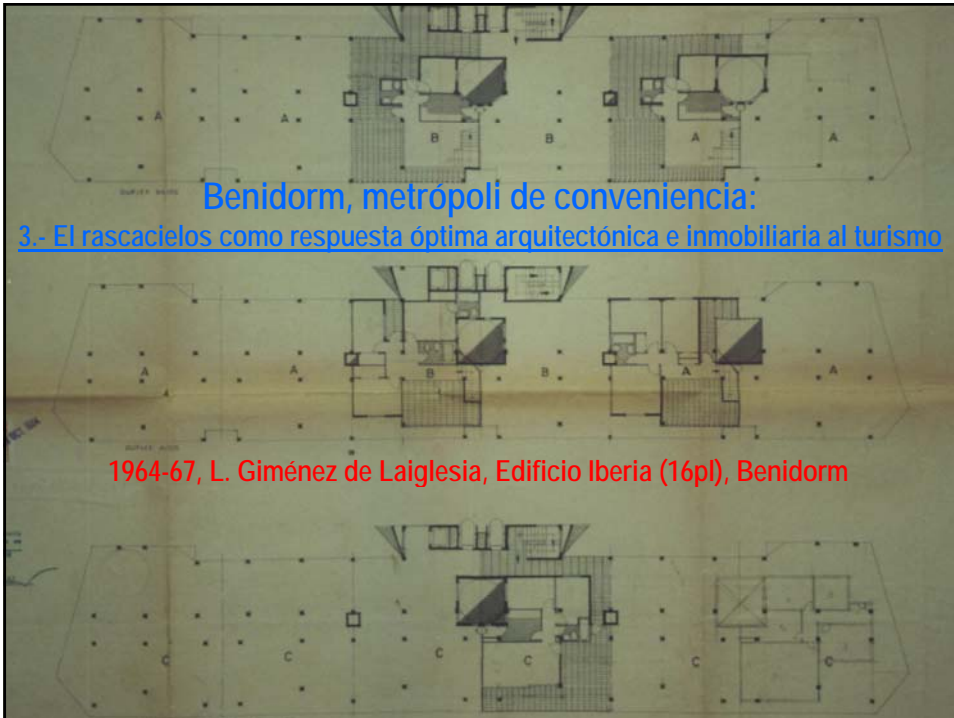 A A B B A A
Benidorm, metrópoli de conveniencia:
3.- El rascacielos como respuesta óptima arquitectónica e inmobiliaria al turismo
A A B B A A
1964-67, L. Giménez de Laiglesia, Edificio Iberia (16pl), Benidorm
C C C C C C